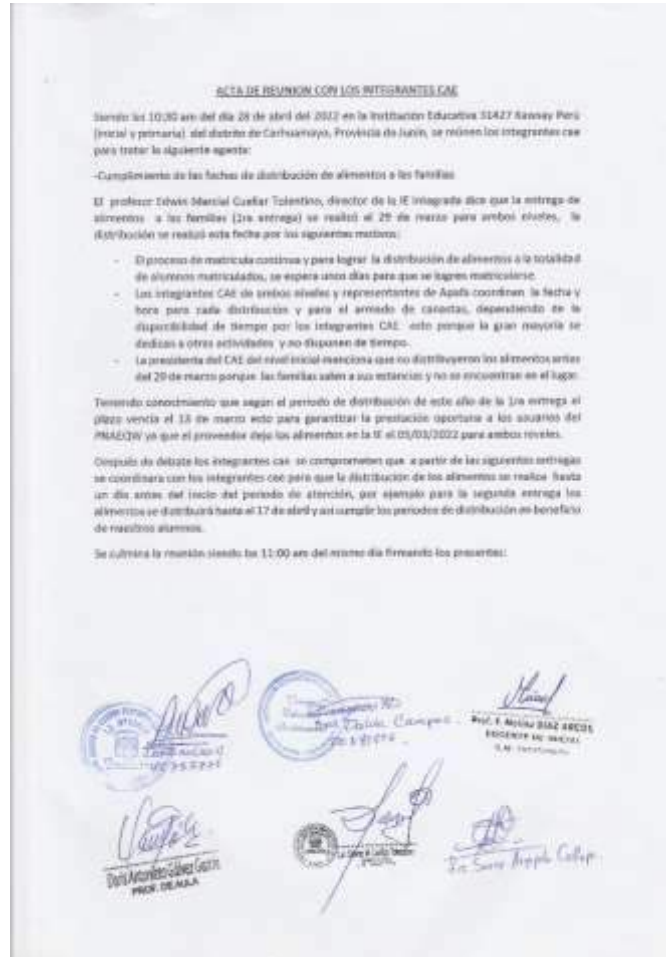 ACTA DE REUNION CON LOS INTEGRANTES CAE
Siendo las 10:30 am del día 28 de abril del 2022 en la Institución Educativa 31427 Kawsay Perú
(inicial y primaria) del distrito de Carhuamayo, Provincia de Junín, se reúnen los integrantes cae
para tratar la siguiente agenta:
-Cumplimiento de las fechas de distribución de alimentos a las familias
El profesor Edwin Marcial Cuellar Tolentino, director de la IE integrada dice que la entrega de
alimentos a las familias (1ra entrega) se realizó el 29 de marzo para ambos niveles, la
distribución se realizó esta fecha por los siguientes motivos:
- El proceso de matricula continua y para lograr la distribución de alimentos a la totalidad
de alumnos matriculados, se espera unos días para que se logren matricularse.
- Los integrantes CAE de ambos niveles y representantes de Apafa coordinan la fecha y
hora para cada distribución y para el armado de canastas, dependiendo de la
disponibilidad de tiempo por los integrantes CAE esto porque la gran mayoría se
dedican a otras actividades y no disponen de tiempo.
- La presidenta del CAE del nivel inicial menciona que no distribuyeron los alimentos antes
del 29 de marzo porque las familias salen a sus estancias y no se encuentran en el lugar.
Teniendo conocimiento que según el periodo de distribución de este año de la 1ra entrega el
plazo vencía el 13 de marzo esto para garantizar la prestación oportuna a los usuarios del
PNAEQW ya que el proveedor dejo los alimentos en la IE el 05/03/2022 para ambos niveles.
Después de debate los integrantes cae se comprometen que a partir de las siguientes entregas
se coordinara con los integrantes cae para que la distribución de los alimentos se realice hasta
un día antes del inicio del periodo de atención, por ejemplo para la segunda entrega los
alimentos se distribuirá hasta el 17 de abril y así cumplir los periodos de distribución en beneficio
de nuestros alumnos.
Se culmina la reunión siendo las 11:00 am del mismo día firmando los presentes:
Campos
Prof. DIAZ ARCOS
DOCENTE DE INICIAL
Doris Antonieta Gálvez
PROF. DE AULA